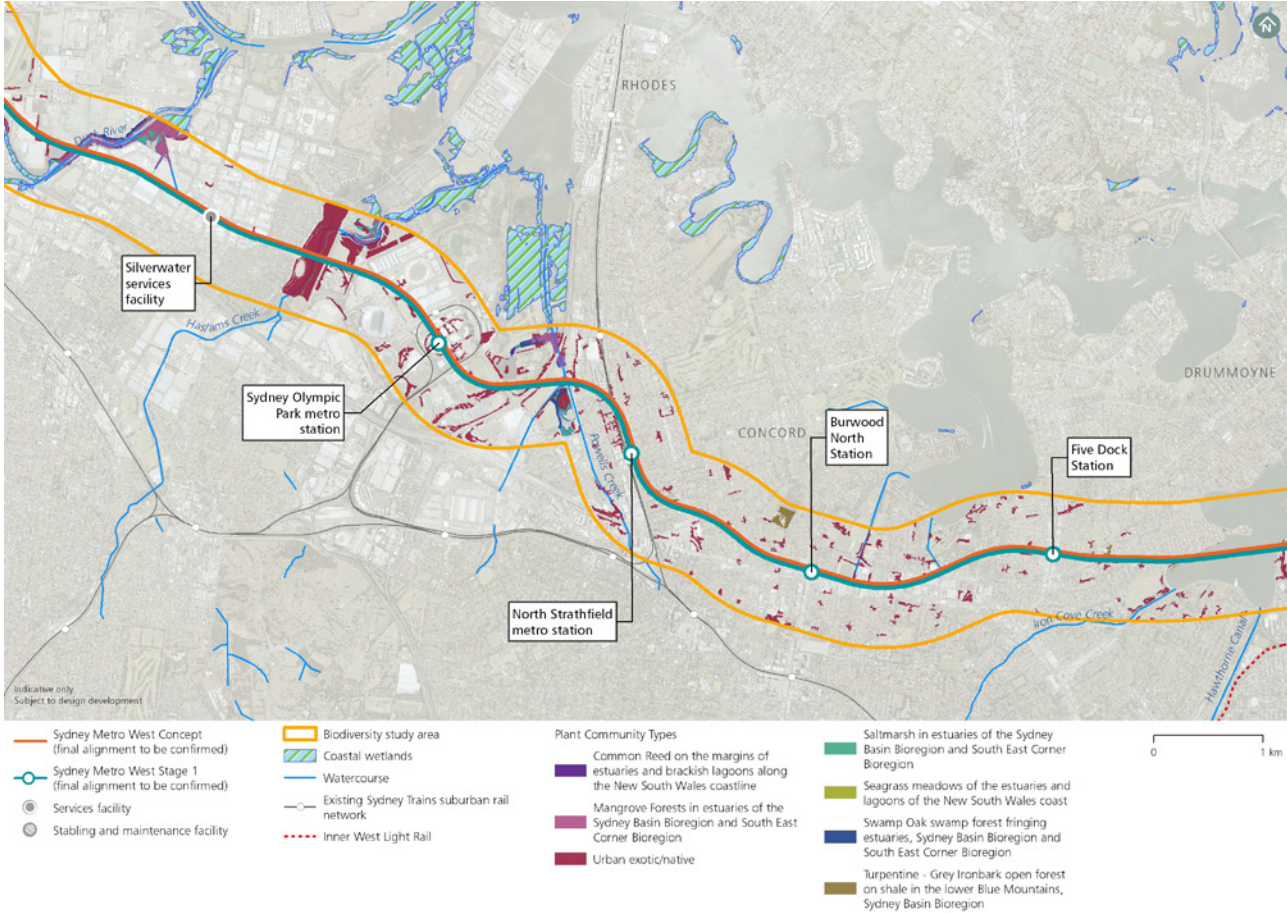 N
RHODES
Duck River
Silverwater
services
facility
Haslams Creek
DRUMMOYNE
Sydney Olympic
Park metro
station
CONCORD
Burwood
North
Station
Five Dock
Station
Powells Creek
North Strathfield
metro station
Iron Cove Creek
Hawthorne Canal
Indicative only
Subject to design development
Sydney Metro West Concept
(final alignment to be confirmed)
Sydney Metro West Stage 1
(final alignment to be confirmed)
Services facility
Stabling and maintenance facility
Biodiversity study area
Coastal wetlands
Watercourse
Existing Sydney Trains suburban rail
network
Inner West Light Rail
Plant Community Types
Common Reed on the margins of
estuaries and brackish lagoons along
the New South Wales coastline
Mangrove Forests in estuaries of the
Sydney Basin Bioregion and South East
Corner Bioregion
Urban exotic/native
Saltmarsh in estuaries of the Sydney
Basin Bioregion and South East Corner
Bioregion
Seagrass meadows of the estuaries and
lagoons of the New South Wales coast
Swamp Oak swamp forest fringing
estuaries, Sydney Basin Bioregion and
South East Corner Bioregion
Turpentine - Grey Ironbark open forest
on shale in the lower Blue Mountains,
Sydney Basin Bioregion
0 1 km